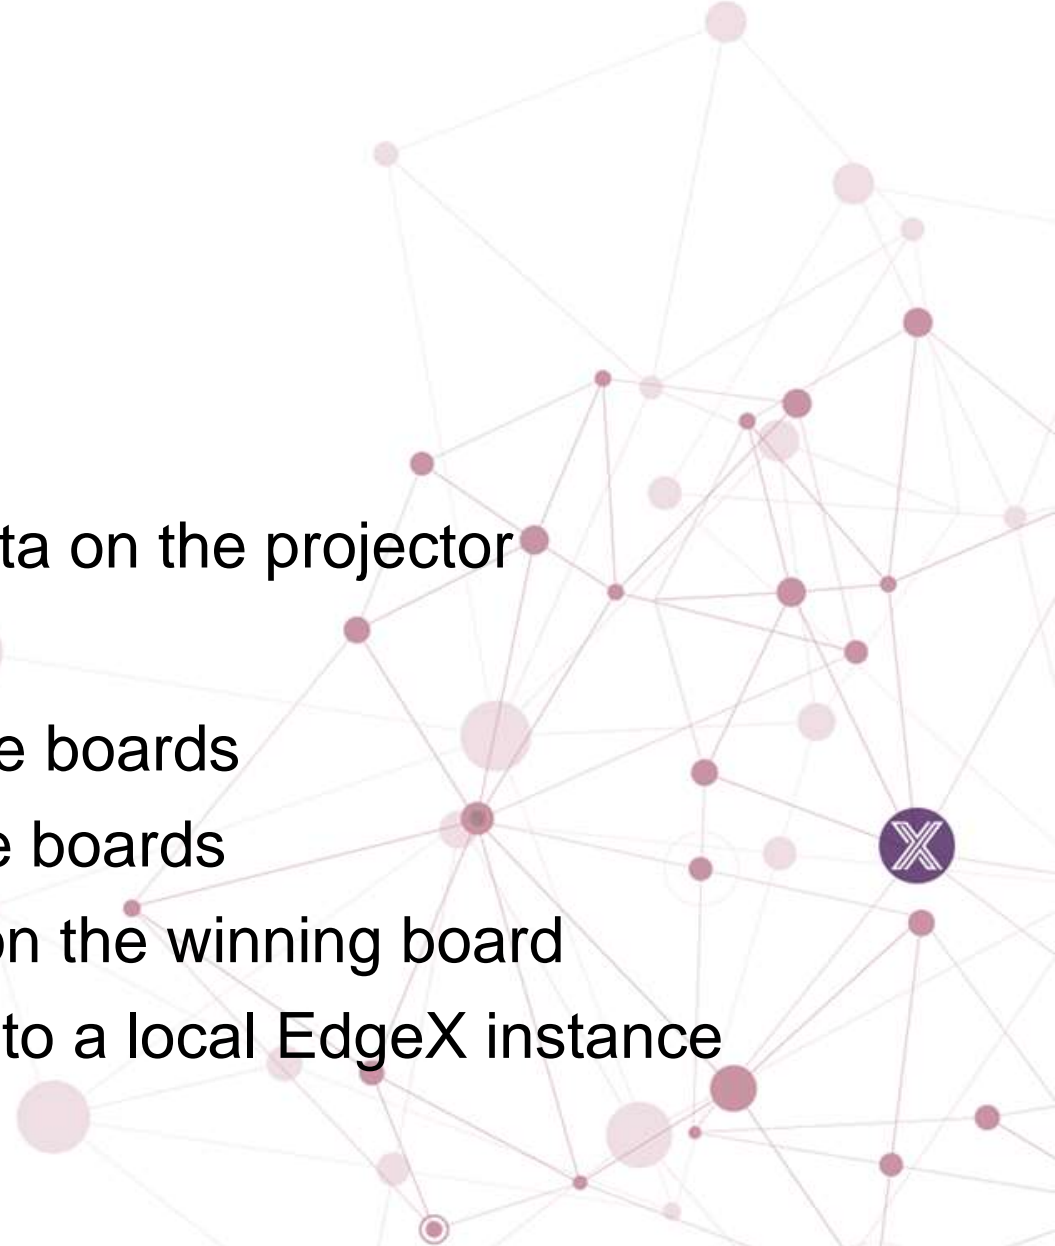 ta on the projector
e boards
e boards
on the winning board
to a local EdgeX instance